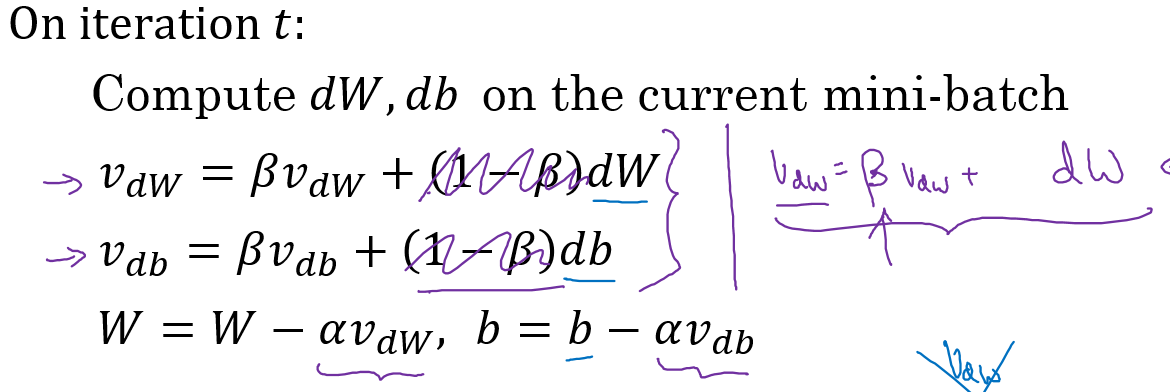 On iteration t:
Compute dW, db on the current mini-batch
→ v_dW = βv_dW + (1 − β)dW
v_dw = β v_dw + dW
→ v_db = βv_db + (1 − β)db
W = W − αv_dW, b = b − αv_db
v_dw